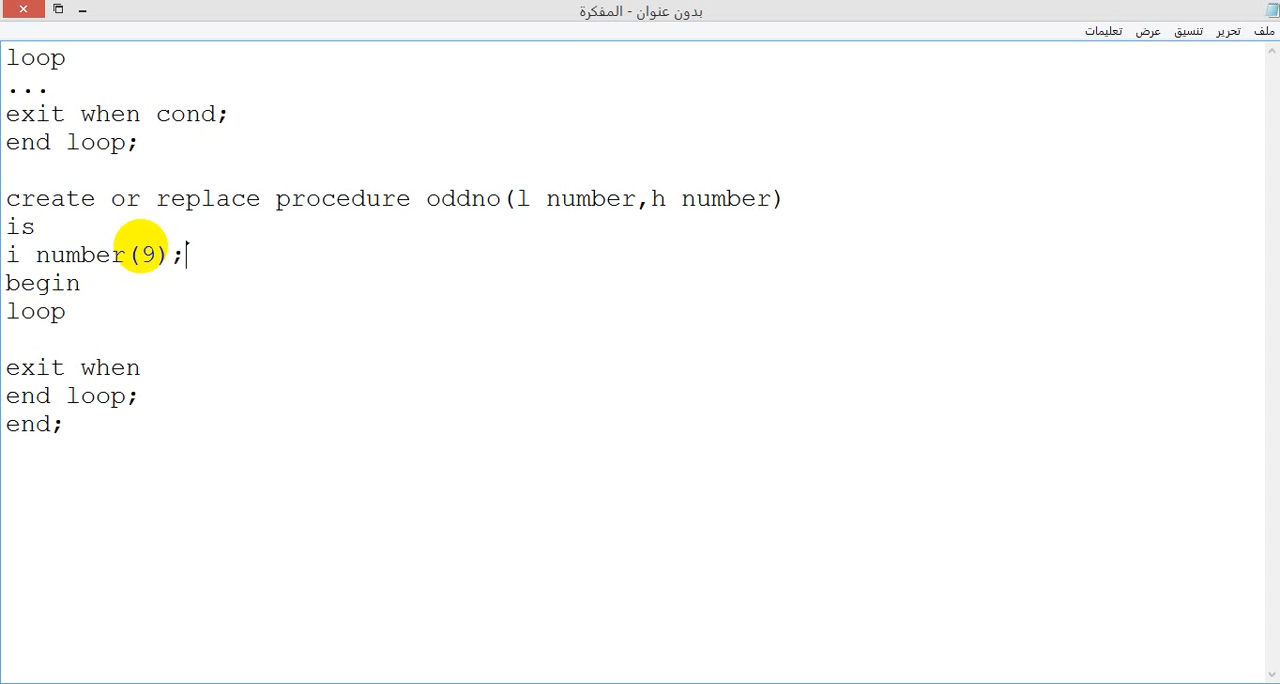 بدون عنوان - المفكرة
ملف تحرير تنسيق عرض تعليمات
loop
...
exit when cond;
end loop;
create or replace procedure oddno(l number,h number)
is
i number(9);
begin
loop
exit when
end loop;
end;